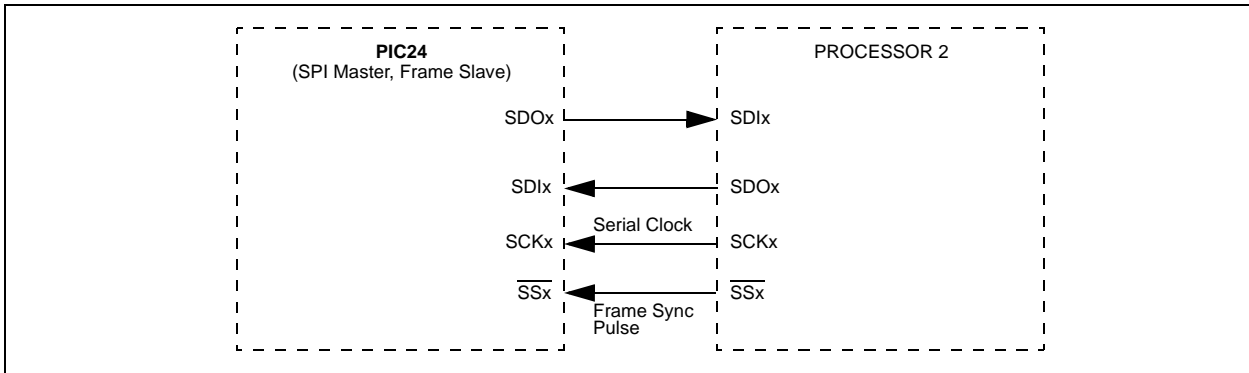 PIC24
(SPI Master, Frame Slave)
PROCESSOR 2
SDOx
SDIx
SDIx
SDOx
Serial Clock
SCKx
SCKx
SSx
SSx
Frame Sync
Pulse